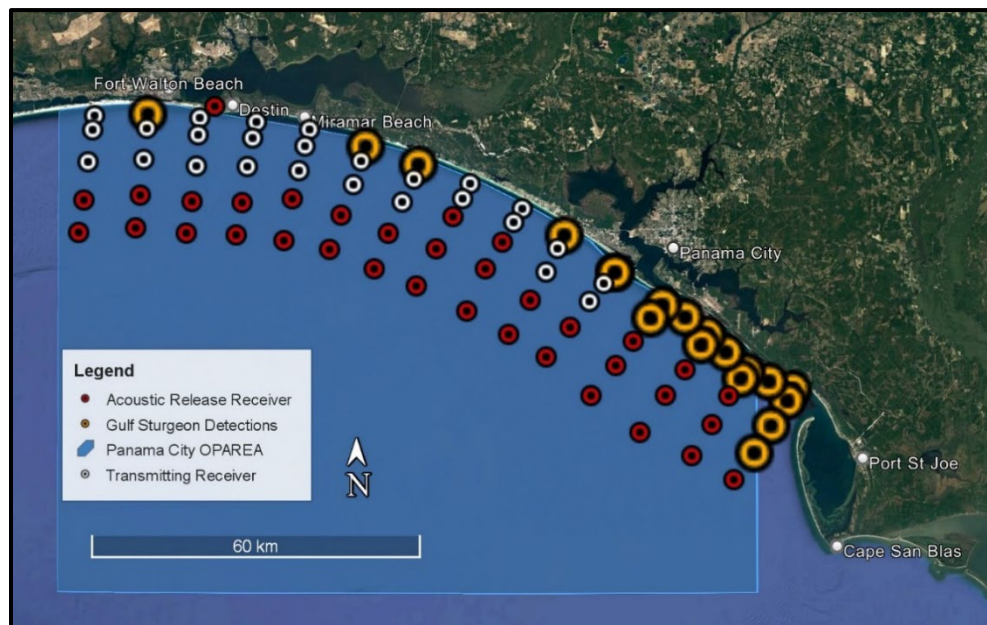 Fort Walton Beach
Destin
Miramar Beach
Panama City
Legend
Acoustic Release Receiver
Gulf Sturgeon Detections
Panama City OPAREA
Transmitting Receiver
N
60 km
Port St Joe
Cape San Blas